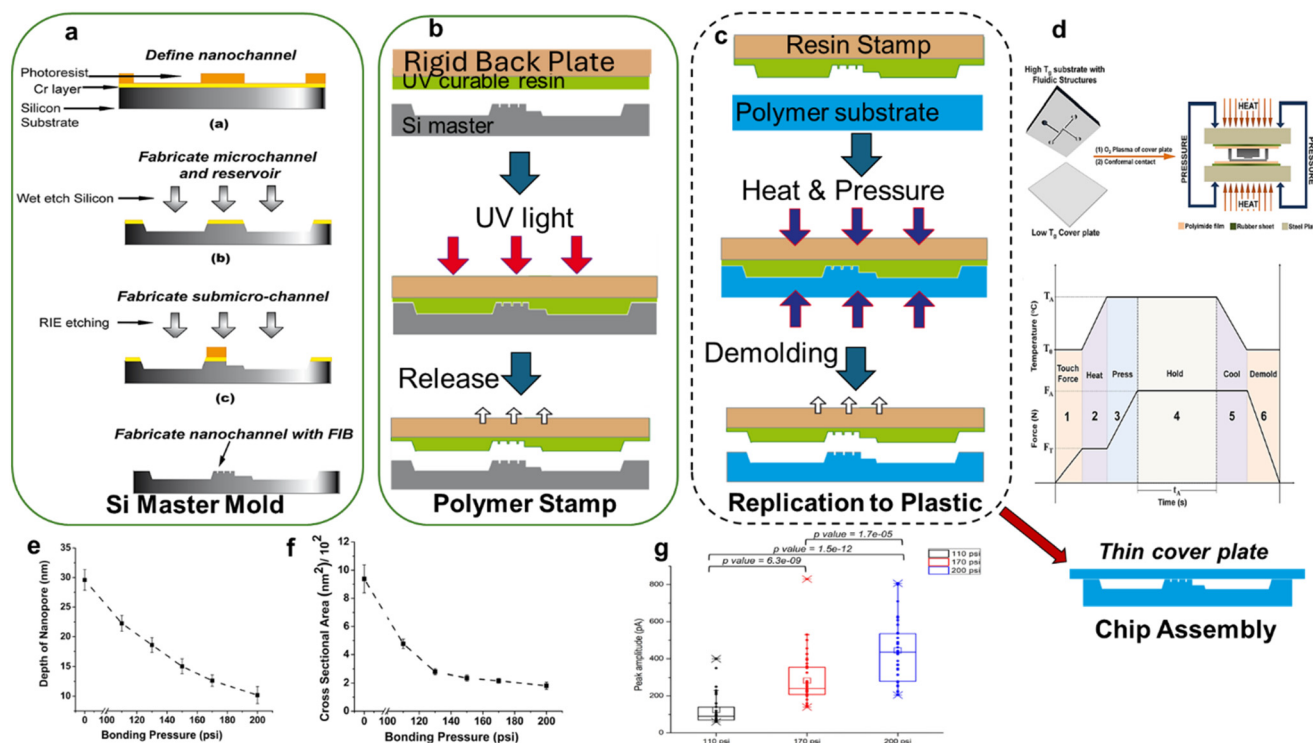 a
Define nanochannel
Photoresist
Cr layer
Silicon
Substrate
(a)
Fabricate microchannel
and reservoir
Wet etch Silicon
(b)
Fabricate submicro-channel
RIE etching
(c)
Fabricate nanochannel with FIB
Si Master Mold
b
Rigid Back Plate
UV curable resin
Si master
UV light
Release
Polymer Stamp
c
Resin Stamp
Polymer substrate
Heat & Pressure
Demolding
Replication to Plastic
d
High Tg substrate with
Fluidic Structures
(1) O2 Plasma of cover plate
(2) Conformal contact
Low Tg Cover plate
HEAT
PRESSURE
PRESSURE
HEAT
Polyimide film
Rubber sheet
Steel Pla
Temperature (°C)
Force (N)
TA
T0
FA
FT
Touch
Force
Heat
Press
Hold
Cool
Demold
1
2
3
4
5
6
tA
Time (s)
Thin cover plate
Chip Assembly
e
Depth of Nanopore (nm)
35
30
25
20
15
10
0
100
120
140
160
180
200
Bonding Pressure (psi)
f
Cross Sectional Area (nm2)/ 10 2
12
10
8
6
4
2
0
0
100
120
140
160
180
200
Bonding Pressure (psi)
g
p value = 1.7e-05
p value = 1.5e-12
p value = 6.3e-09
110 psi
170 psi
200 psi
Peak amplitude (pA)
800
600
400
200
0
110 psi
170 psi
200 psi